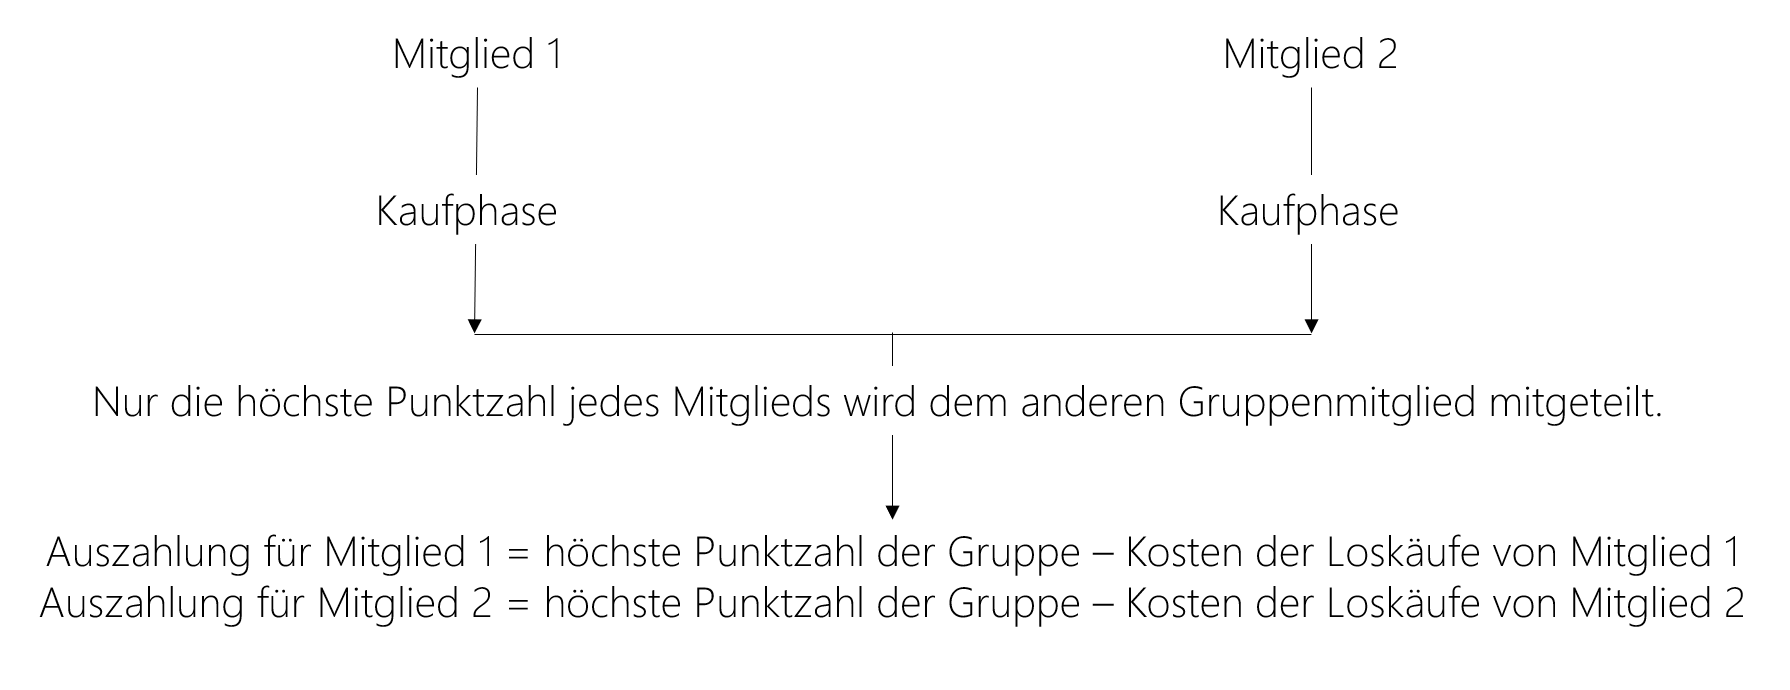 Mitglied 1
Mitglied 2
Kaufphase
Kaufphase
Nur die höchste Punktzahl jedes Mitglieds wird dem anderen Gruppenmitglied mitgeteilt.
Auszahlung für Mitglied 1 = höchste Punktzahl der Gruppe – Kosten der Loskäufe von Mitglied 1
Auszahlung für Mitglied 2 = höchste Punktzahl der Gruppe – Kosten der Loskäufe von Mitglied 2